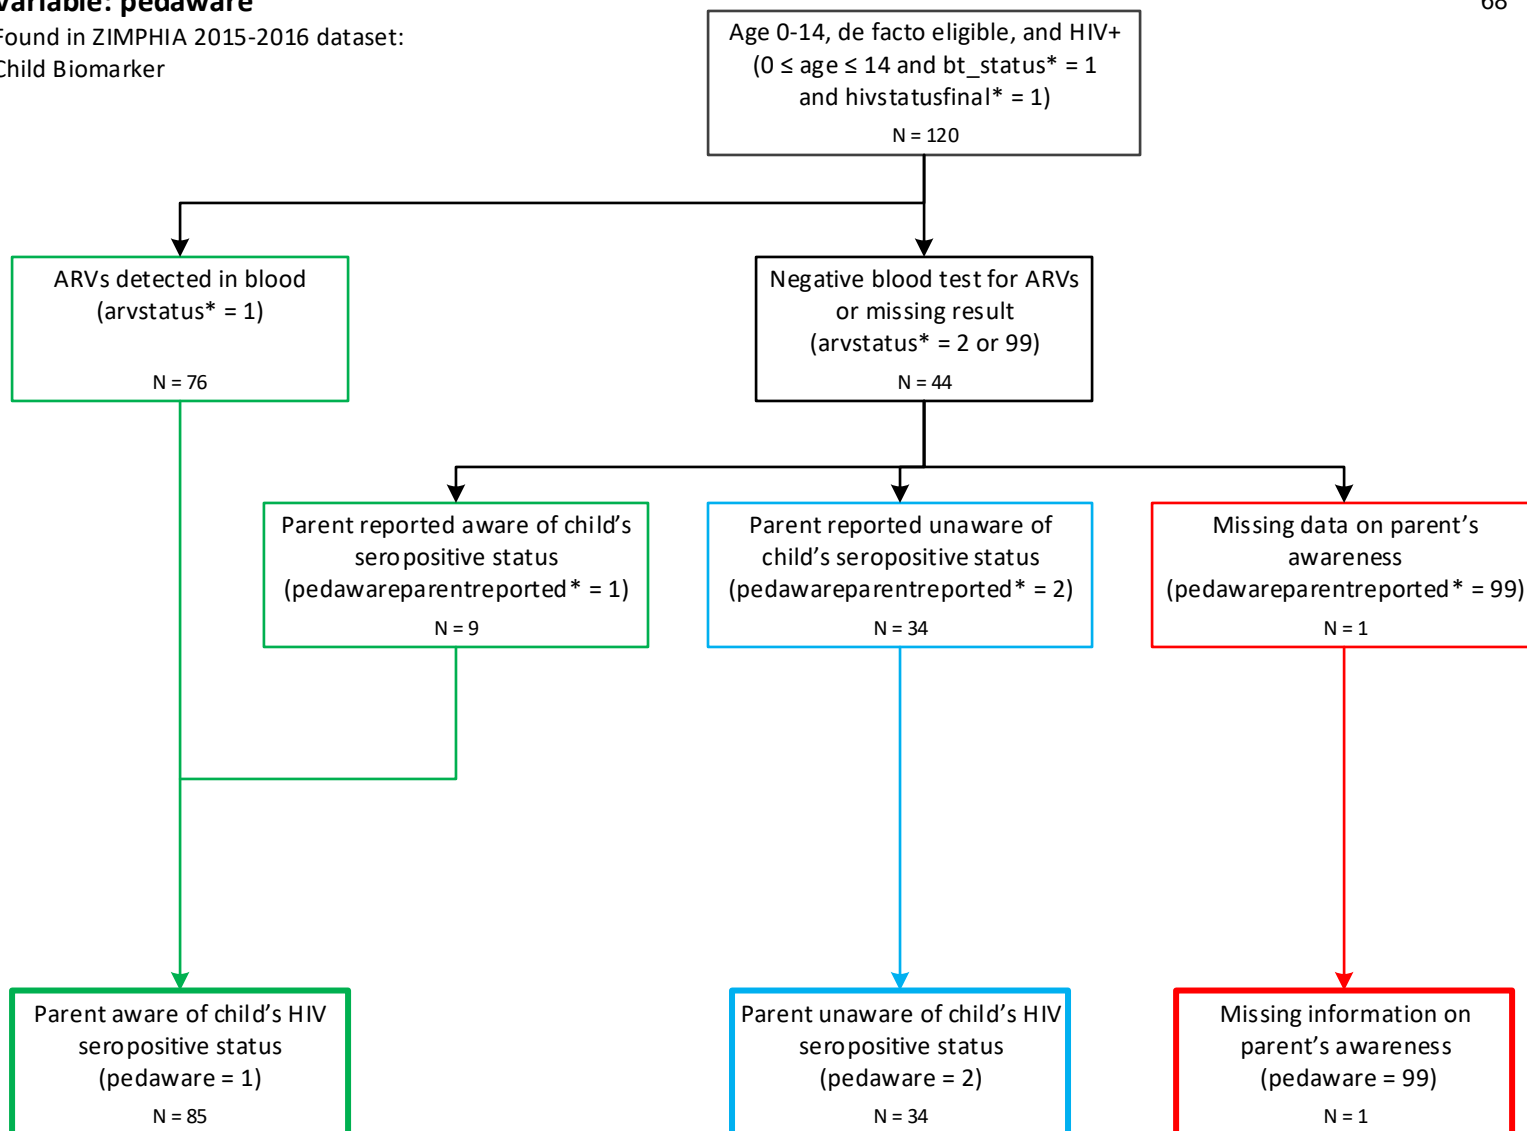 Variable: pedaware
68
Found in ZIMPHIA 2015-2016 dataset:
Child Biomarker
Age 0-14, de facto eligible, and HIV+
(0 ≤ age ≤ 14 and bt_status* = 1
and hivstatusfinal* = 1)
N = 120
ARVs detected in blood
(arvstatus* = 1)
N = 76
Negative blood test for ARVs
or missing result
(arvstatus* = 2 or 99)
N = 44
Parent reported aware of child’s
seropositive status
(pedawareparentreported* = 1)
N = 9
Parent reported unaware of
child’s seropositive status
(pedawareparentreported* = 2)
N = 34
Missing data on parent’s
awareness
(pedawareparentreported* = 99)
N = 1
Parent aware of child’s HIV
seropositive status
(pedaware = 1)
N = 85
Parent unaware of child’s HIV
seropositive status
(pedaware = 2)
N = 34
Missing information on
parent’s awareness
(pedaware = 99)
N = 1